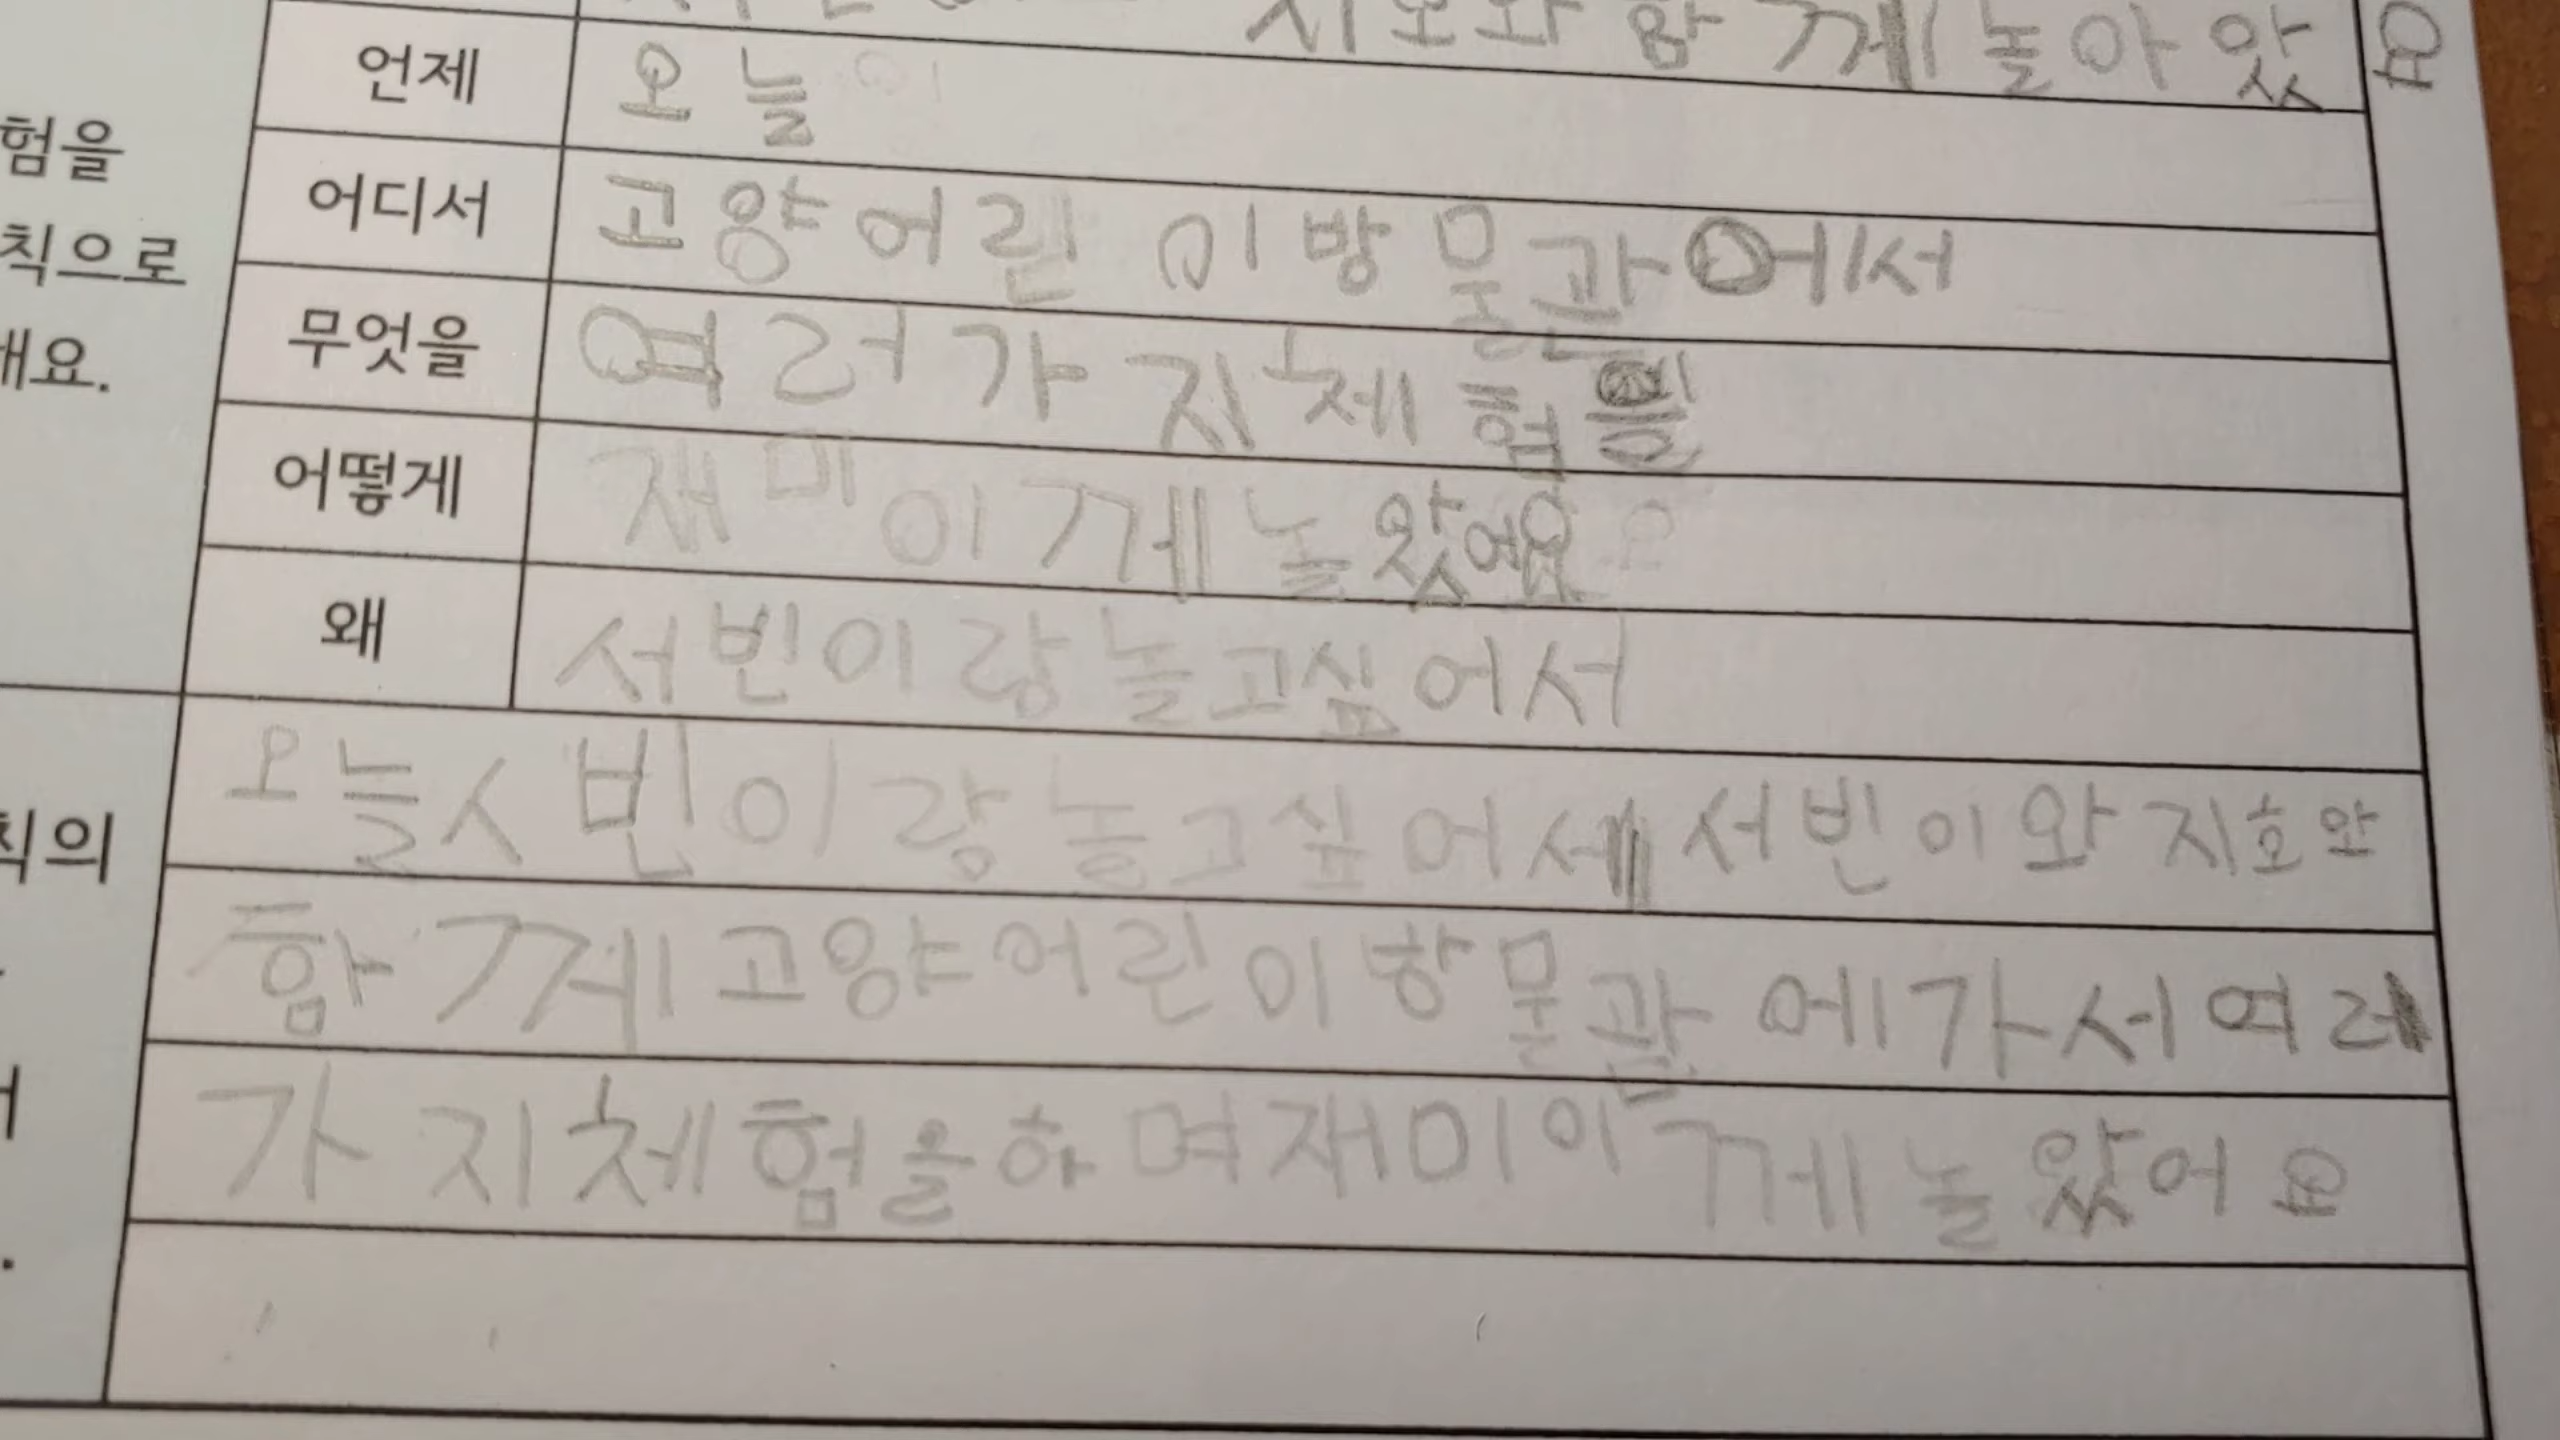 지호와 함께 놀아았
요
언제 오늘
험을
어디서 고양어린이방물관에서
칙으로
무엇을 여러가지체험을
해요.
어떻게 재미이께놀았어요
왜 서빈이랑놀고싶어서
오늘서빈이랑놀고싶어서서빈이와지호와
칙의
함께고양어린이방물관에가서여러
가지체험을하며재미이께놀았어요